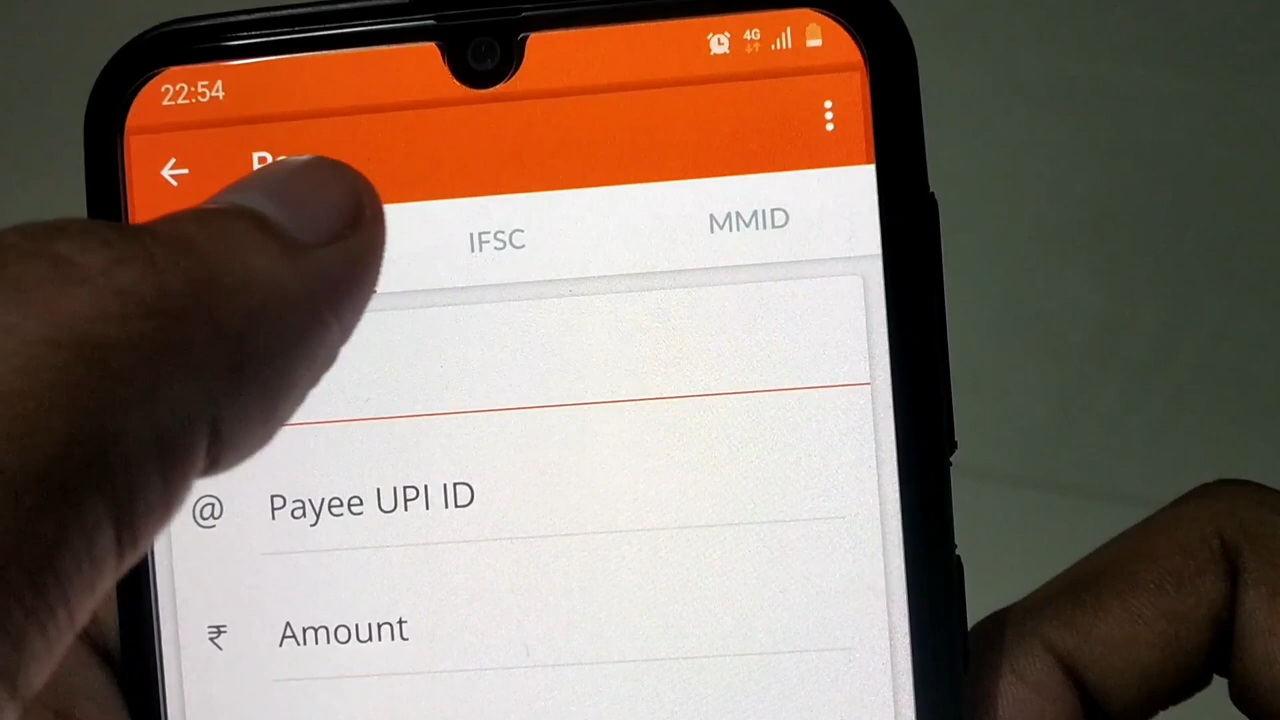 22:54
4G
IFSC
MMID
@ Payee UPI ID
₹ Amount